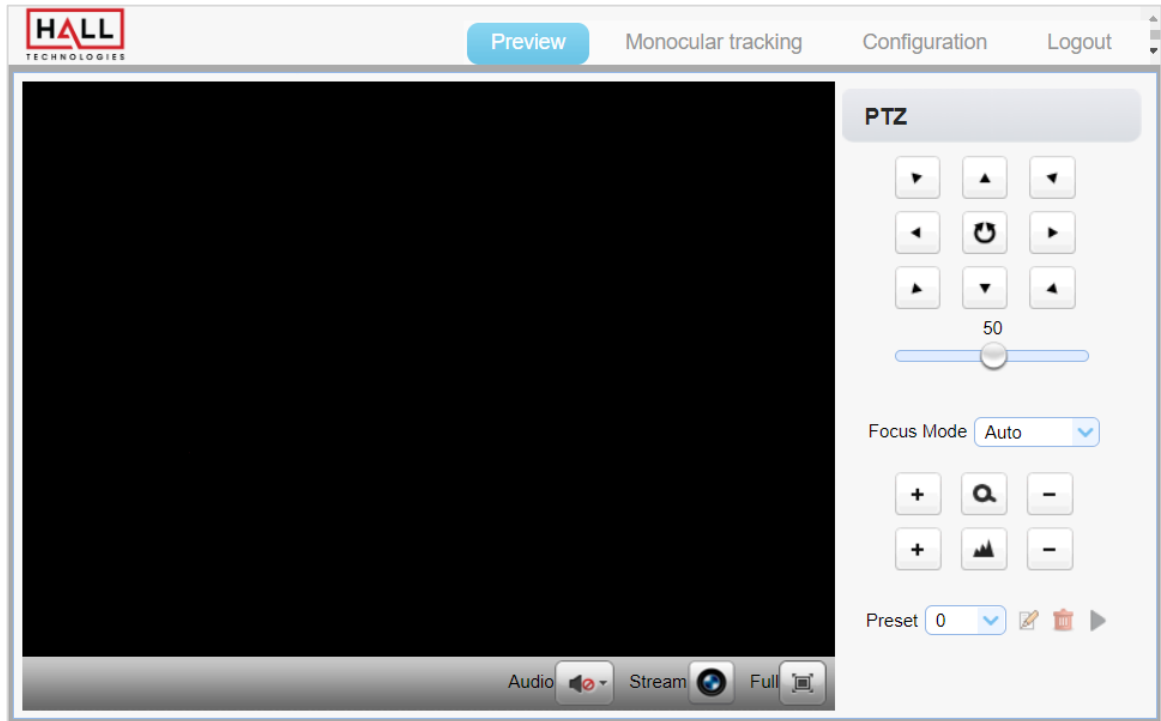 HALL
TECHNOLOGIES
Preview Monocular tracking Configuration Logout
PTZ
50
Focus Mode Auto
+ -
+ -
Preset 0
Audio Stream Full